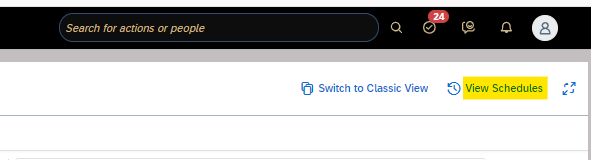 24
Search for actions or people
Switch to Classic View View Schedules